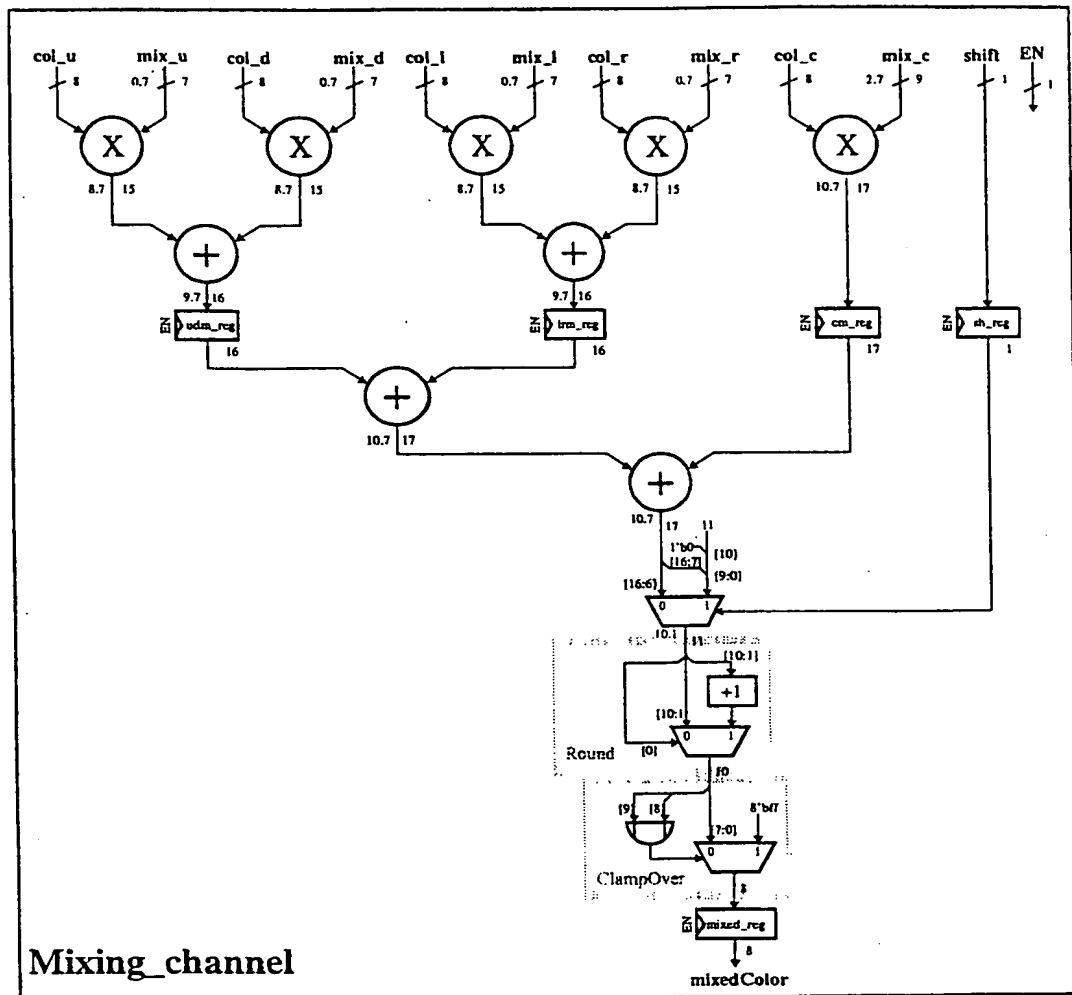 col_u mix_u col_d mix_d col_l mix_l col_r mix_r col_c mix_c shift EN
8 0.7 7 8 0.7 7 8 0.7 7 8 0.7 7 8 2.7 9 1 1
X X X X X
8.7 15 8.7 15 8.7 15 8.7 15 10.7 17
+ +
9.7 16 9.7 16
EN udm_reg EN lrm_reg EN cm_reg EN sh_reg
16 16 17 1
+
10.7 17
+
10.7 17 11
1'b0 [10]
[16:7] [9:0]
[16:6]
0 1
10.1 11
[10:1]
+1
[10:1]
0 1
[0]
Round
10
[9] [8] 8'bff
[7:0]
0 1
ClampOver
8
EN mixed_reg
8
Mixing_channel
mixedColor